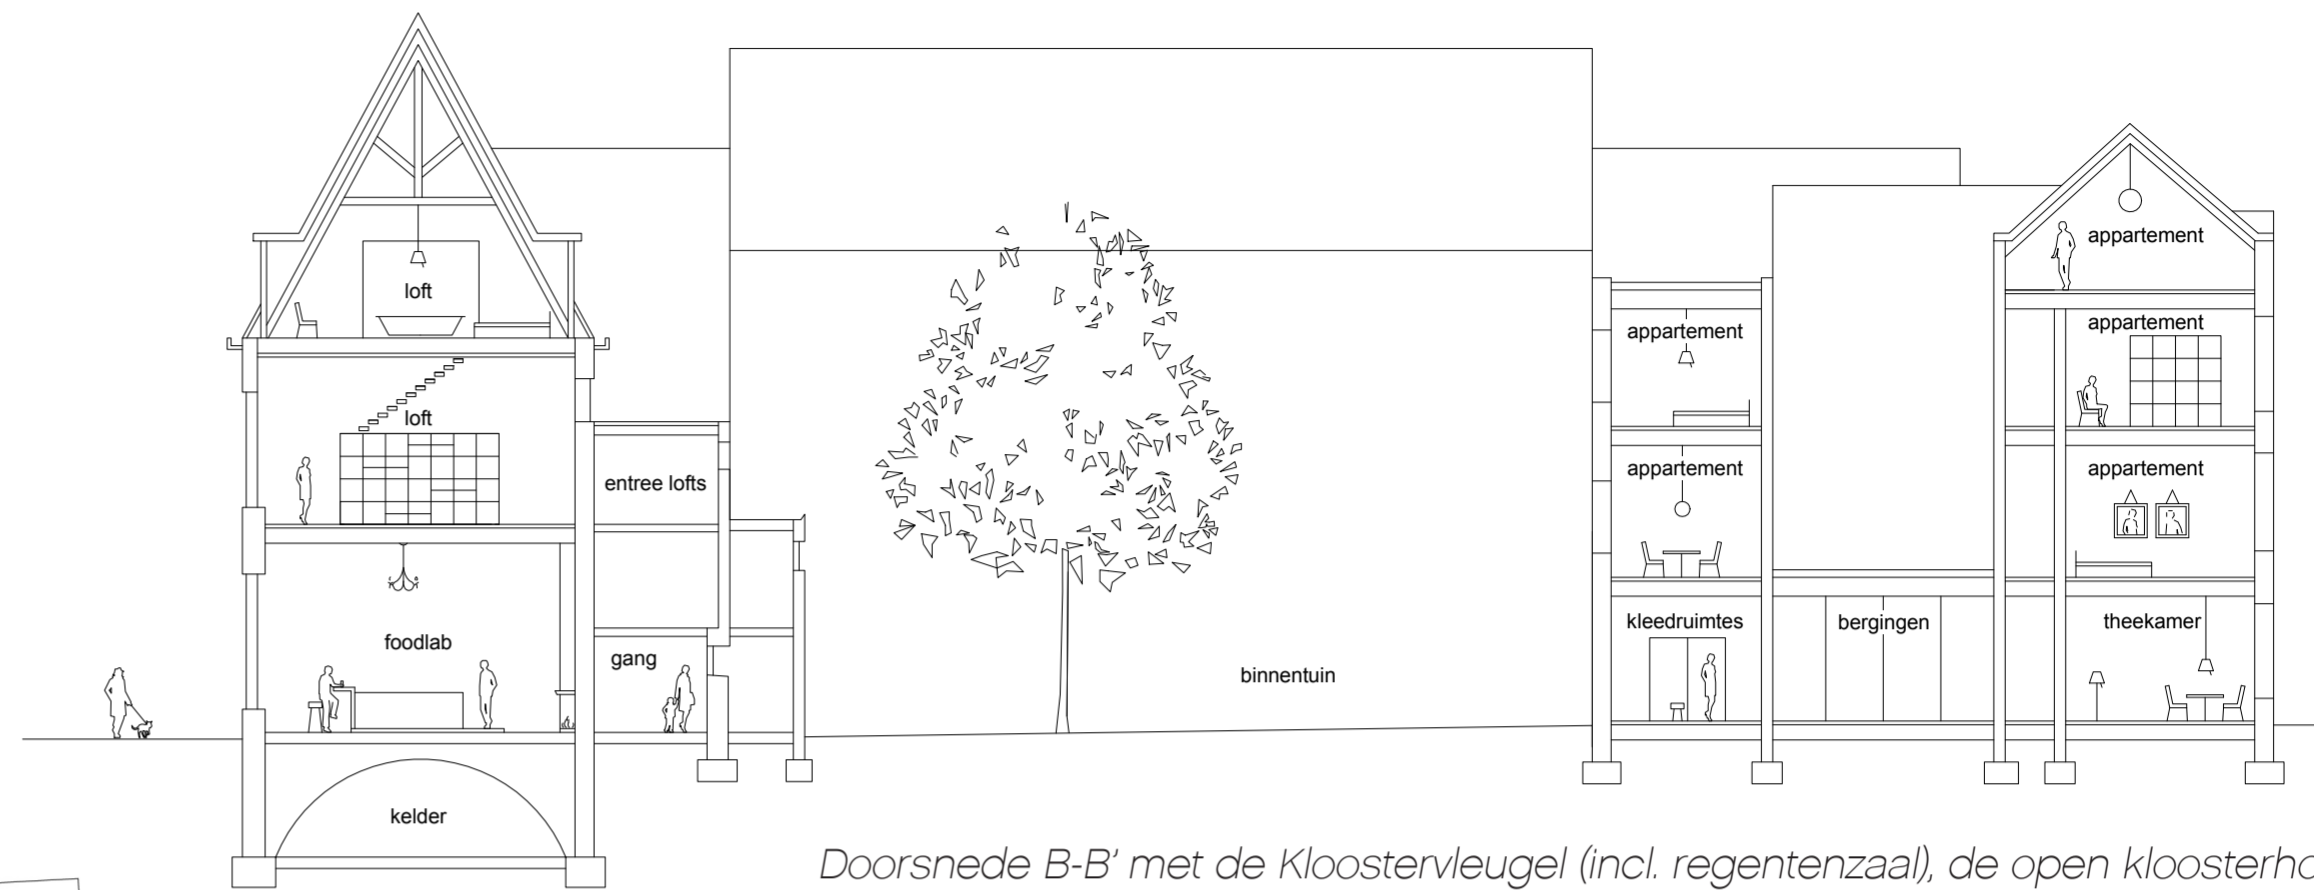 loft
loft
entree lofts
foodlab
gang
kelder
binnentuin
appartement
appartement
kleedruimtes
bergingen
appartement
appartement
appartement
theekamer
Doorsnede B-B' met de Kloostervleugel (incl. regentenzaal), de open